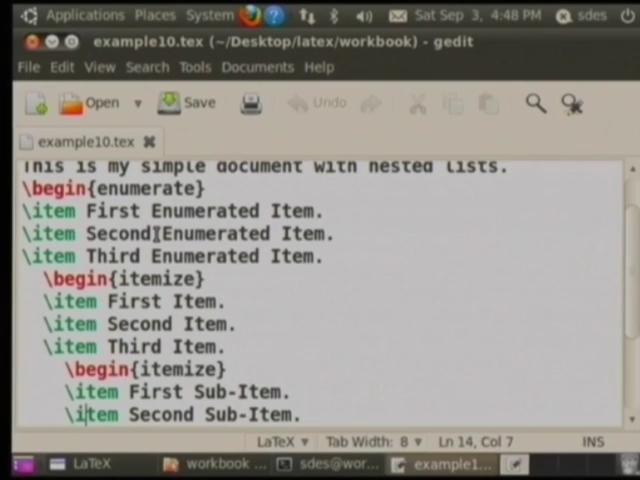 Applications Places System Sat Sep 3, 4:48 PM sdes
example10.tex (~/Desktop/latex/workbook) - gedit
File Edit View Search Tools Documents Help
Open Save Undo
example10.tex
This is my simple document with nested lists.
\begin{enumerate}
\item First Enumerated Item.
\item Second Enumerated Item.
\item Third Enumerated Item.
\begin{itemize}
\item First Item.
\item Second Item.
\item Third Item.
\begin{itemize}
\item First Sub-Item.
\item Second Sub-Item.
LaTeX Tab Width: 8 Ln 14, Col 7 INS
LaTeX workbook ... sdes@wor... example1...